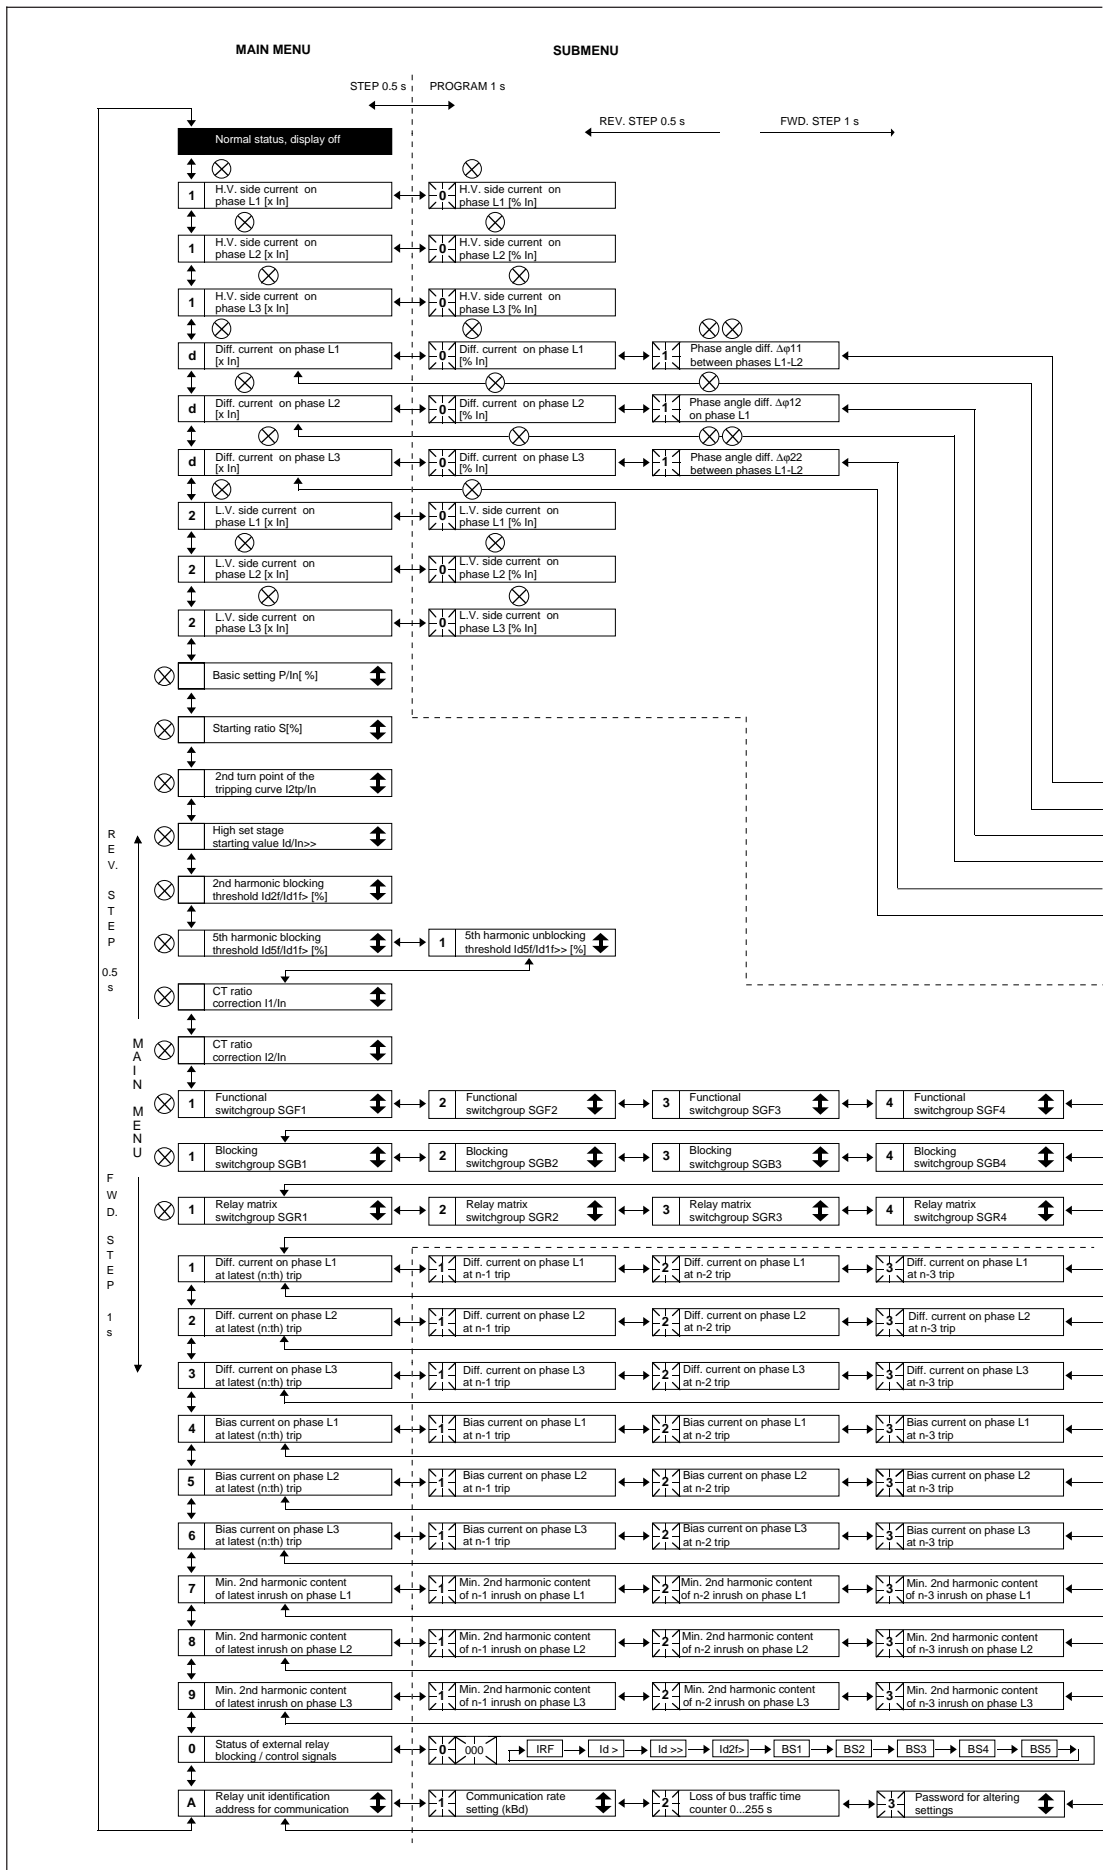 MAIN MENU
SUBMENU
STEP 0.5 s
PROGRAM 1 s
REV. STEP 0.5 s
FWD. STEP 1 s
Normal status, display off
1
H.V. side current on
phase L1 [x In]
0
H.V. side current on
phase L1 [% In]
1
H.V. side current on
phase L2 [x In]
0
H.V. side current on
phase L2 [% In]
1
H.V. side current on
phase L3 [x In]
0
H.V. side current on
phase L3 [% In]
d
Diff. current on phase L1
[x In]
0
Diff. current on phase L1
[% In]
1
Phase angle diff. Δφ11
between phases L1-L2
d
Diff. current on phase L2
[x In]
0
Diff. current on phase L2
[% In]
1
Phase angle diff. Δφ12
on phase L1
d
Diff. current on phase L3
[x In]
0
Diff. current on phase L3
[% In]
1
Phase angle diff. Δφ22
between phases L1-L2
2
L.V. side current on
phase L1 [x In]
0
L.V. side current on
phase L1 [% In]
2
L.V. side current on
phase L2 [x In]
0
L.V. side current on
phase L2 [% In]
2
L.V. side current on
phase L3 [x In]
0
L.V. side current on
phase L3 [% In]
Basic setting P/In[ %]
Starting ratio S[%]
2nd turn point of the
tripping curve I2tp/In
High set stage
starting value Id/In>>
2nd harmonic blocking
threshold Id2f/Id1f> [%]
5th harmonic blocking
threshold Id5f/Id1f> [%]
1
5th harmonic unblocking
threshold Id5f/Id1f>> [%]
CT ratio
correction I1/In
CT ratio
correction I2/In
REV. STEP 0.5 s
MAIN MENU
FWD. STEP 1 s
1
Functional
switchgroup SGF1
2
Functional
switchgroup SGF2
3
Functional
switchgroup SGF3
4
Functional
switchgroup SGF4
1
Blocking
switchgroup SGB1
2
Blocking
switchgroup SGB2
3
Blocking
switchgroup SGB3
4
Blocking
switchgroup SGB4
1
Relay matrix
switchgroup SGR1
2
Relay matrix
switchgroup SGR2
3
Relay matrix
switchgroup SGR3
4
Relay matrix
switchgroup SGR4
1
Diff. current on phase L1
at latest (n:th) trip
1
Diff. current on phase L1
at n-1 trip
2
Diff. current on phase L1
at n-2 trip
3
Diff. current on phase L1
at n-3 trip
2
Diff. current on phase L2
at latest (n:th) trip
1
Diff. current on phase L2
at n-1 trip
2
Diff. current on phase L2
at n-2 trip
3
Diff. current on phase L2
at n-3 trip
3
Diff. current on phase L3
at latest (n:th) trip
1
Diff. current on phase L3
at n-1 trip
2
Diff. current on phase L3
at n-2 trip
3
Diff. current on phase L3
at n-3 trip
4
Bias current on phase L1
at latest (n:th) trip
1
Bias current on phase L1
at n-1 trip
2
Bias current on phase L1
at n-2 trip
3
Bias current on phase L1
at n-3 trip
5
Bias current on phase L2
at latest (n:th) trip
1
Bias current on phase L2
at n-1 trip
2
Bias current on phase L2
at n-2 trip
3
Bias current on phase L2
at n-3 trip
6
Bias current on phase L3
at latest (n:th) trip
1
Bias current on phase L3
at n-1 trip
2
Bias current on phase L3
at n-2 trip
3
Bias current on phase L3
at n-3 trip
7
Min. 2nd harmonic content
of latest inrush on phase L1
1
Min. 2nd harmonic content
of n-1 inrush on phase L1
2
Min. 2nd harmonic content
of n-2 inrush on phase L1
3
Min. 2nd harmonic content
of n-3 inrush on phase L1
8
Min. 2nd harmonic content
of latest inrush on phase L2
1
Min. 2nd harmonic content
of n-1 inrush on phase L2
2
Min. 2nd harmonic content
of n-2 inrush on phase L2
3
Min. 2nd harmonic content
of n-3 inrush on phase L2
9
Min. 2nd harmonic content
of latest inrush on phase L3
1
Min. 2nd harmonic content
of n-1 inrush on phase L3
2
Min. 2nd harmonic content
of n-2 inrush on phase L3
3
Min. 2nd harmonic content
of n-3 inrush on phase L3
0
Status of external relay
blocking / control signals
0
000
IRF
Id >
Id >>
Id2f>
BS1
BS2
BS3
BS4
BS5
A
Relay unit identification
address for communication
1
Communication rate
setting (kBd)
2
Loss of bus traffic time
counter 0...255 s
3
Password for altering
settings